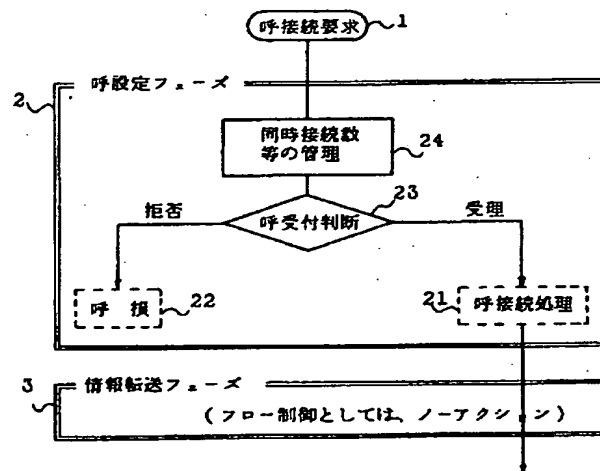 呼接続要求
1
呼設定フェーズ
2
同時接続数
等の管理
24
23
拒否
呼受付判断
受理
呼 損
22
21
呼接続処理
3
情報転送フェーズ
(フロー制御としては、ノーアクション)